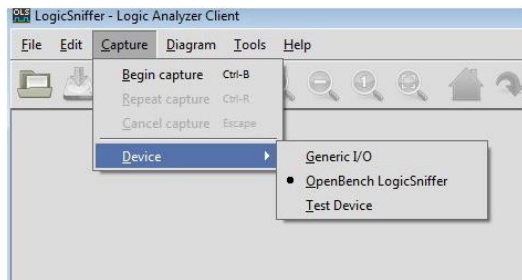 OLS LogicSniffer - Logic Analyzer Client
File Edit Capture Diagram Tools Help
Begin capture Ctrl-B
Repeat capture Ctrl-R
Cancel capture Escape
Device
Generic I/O
OpenBench LogicSniffer
Test Device